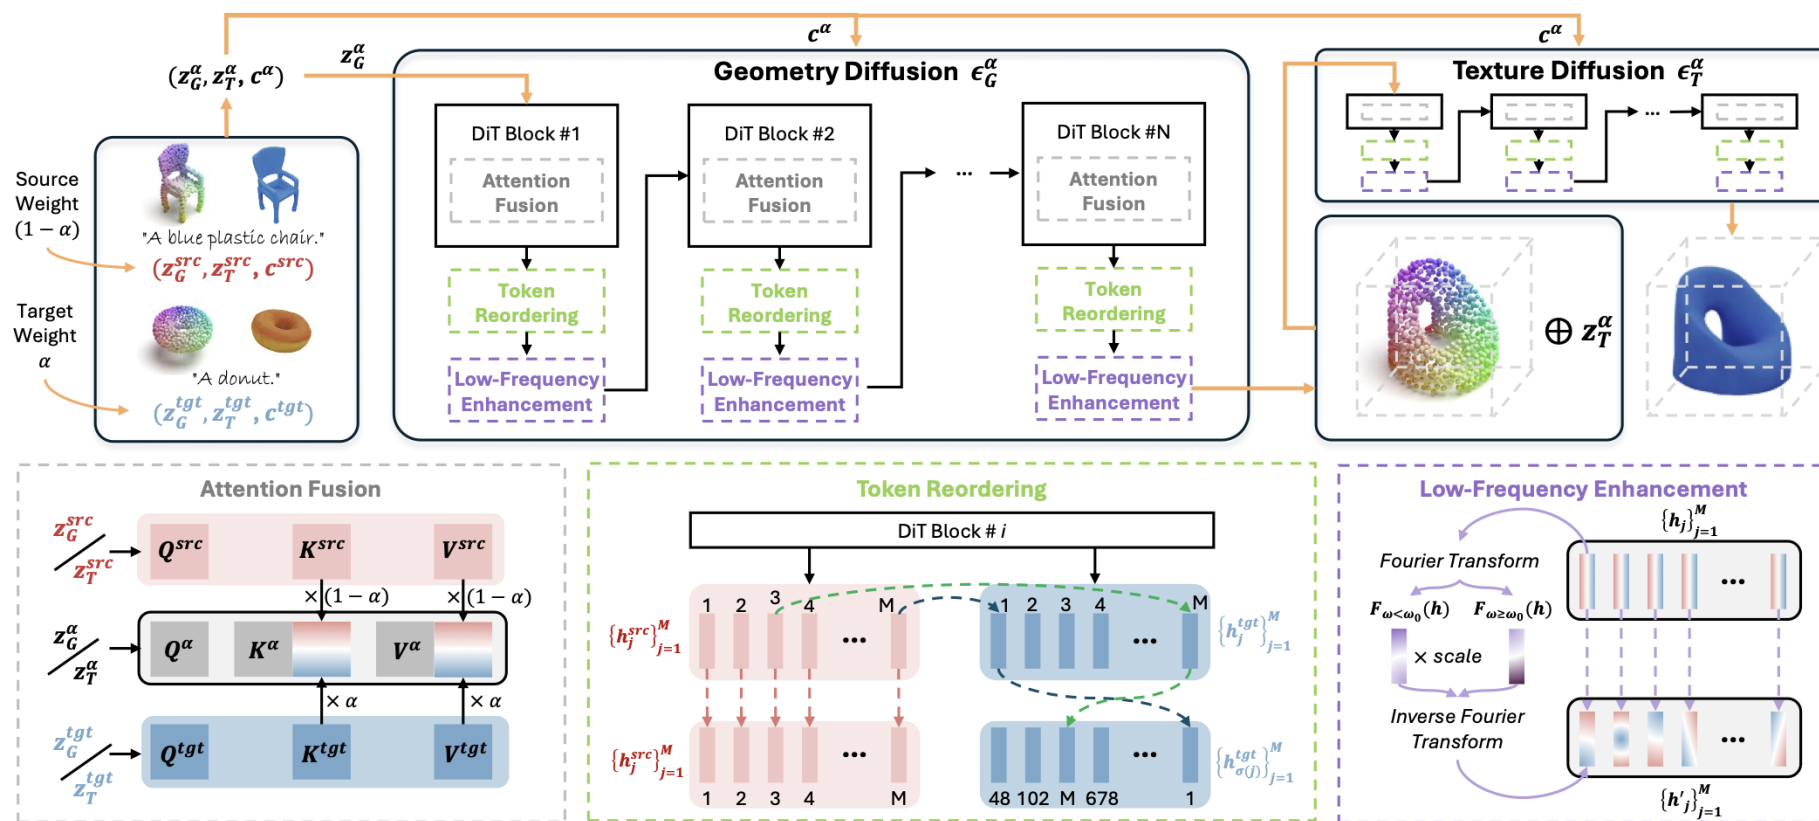 c^α
c^α
z_G^α
(z_G^α, z_T^α, c^α)
Geometry Diffusion ϵ_G^α
Texture Diffusion ϵ_T^α
Source
Weight
(1 − α)
"A blue plastic chair."
(z_G^src, z_T^src, c^src)
Target
Weight
α
"A donut."
(z_G^tgt, z_T^tgt, c^tgt)
DiT Block #1
Attention
Fusion
Token
Reordering
Low-Frequency
Enhancement
DiT Block #2
Attention
Fusion
Token
Reordering
Low-Frequency
Enhancement
...
DiT Block #N
Attention
Fusion
Token
Reordering
Low-Frequency
Enhancement
...
⊕ z_T^α
Attention Fusion
z_G^src / z_T^src
Q^src K^src V^src
× (1 − α) × (1 − α)
z_G^α / z_T^α
Q^α K^α V^α
× α × α
z_G^tgt / z_T^tgt
Q^tgt K^tgt V^tgt
Token Reordering
DiT Block # i
1 2 3 4 M 1 2 3 4 M
{h_j^src}_{j=1}^M ... ... {h_j^tgt}_{j=1}^M
{h_j^src}_{j=1}^M ... ... {h_σ(j)^tgt}_{j=1}^M
1 2 3 4 M 48 102 M 678 1
Low-Frequency Enhancement
{h_j}_{j=1}^M
Fourier Transform
...
F_{ω<ω_0}(h) F_{ω≥ω_0}(h)
× scale
Inverse Fourier
Transform
...
{h'_j}_{j=1}^M